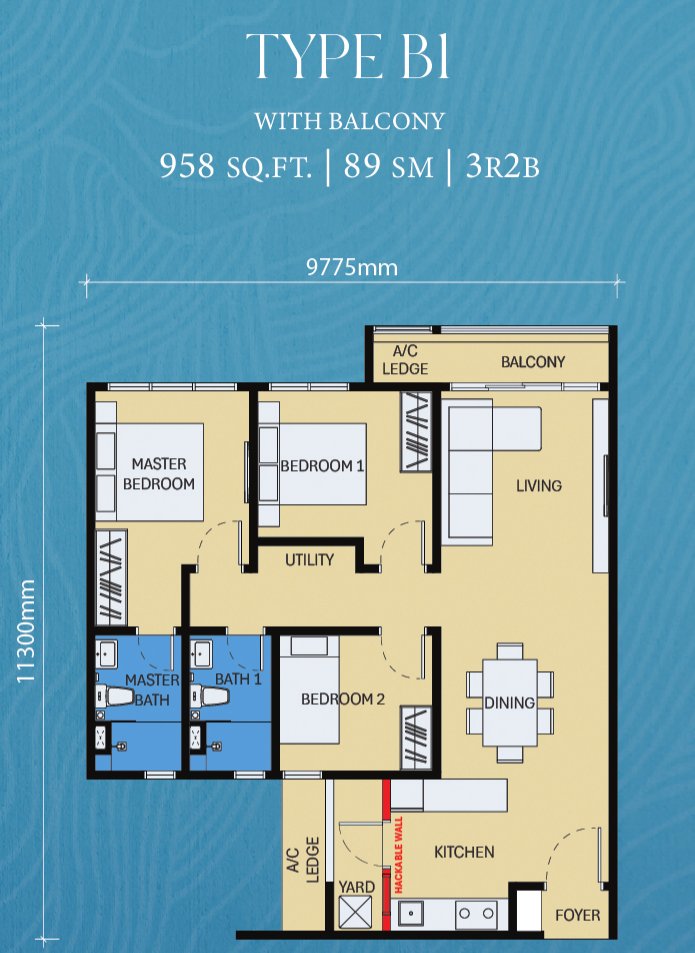 TYPE B1
WITH BALCONY
958 SQ.FT. | 89 SM | 3R2B
9775mm
11300mm
A/C
LEDGE
BALCONY
MASTER
BEDROOM
BEDROOM 1
LIVING
UTILITY
MASTER
BATH
BATH 1
BEDROOM 2
DINING
A/C
LEDGE
YARD
HACKABLE WALL
KITCHEN
FOYER